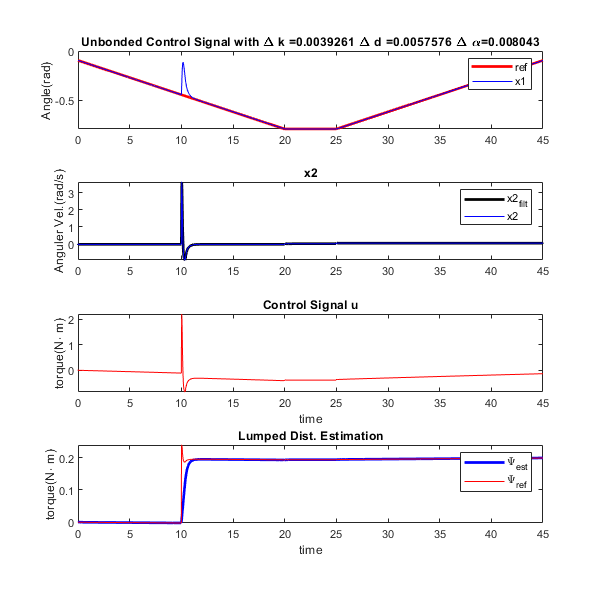 Unbonded Control Signal with Δ k =0.0039261 Δ d =0.0057576 Δ α=0.008043
Angle(rad)
0
-0.5
ref
x1
0 5 10 15 20 25 30 35 40 45
x2
Anguler Vel.(rad/s)
3
2
1
0
x2filt
x2
0 5 10 15 20 25 30 35 40 45
Control Signal u
torque(N· m)
2
1
0
0 5 10 15 20 25 30 35 40 45
time
Lumped Dist. Estimation
torque(N· m)
0.2
0.1
0
Ψest
Ψref
0 5 10 15 20 25 30 35 40 45
time